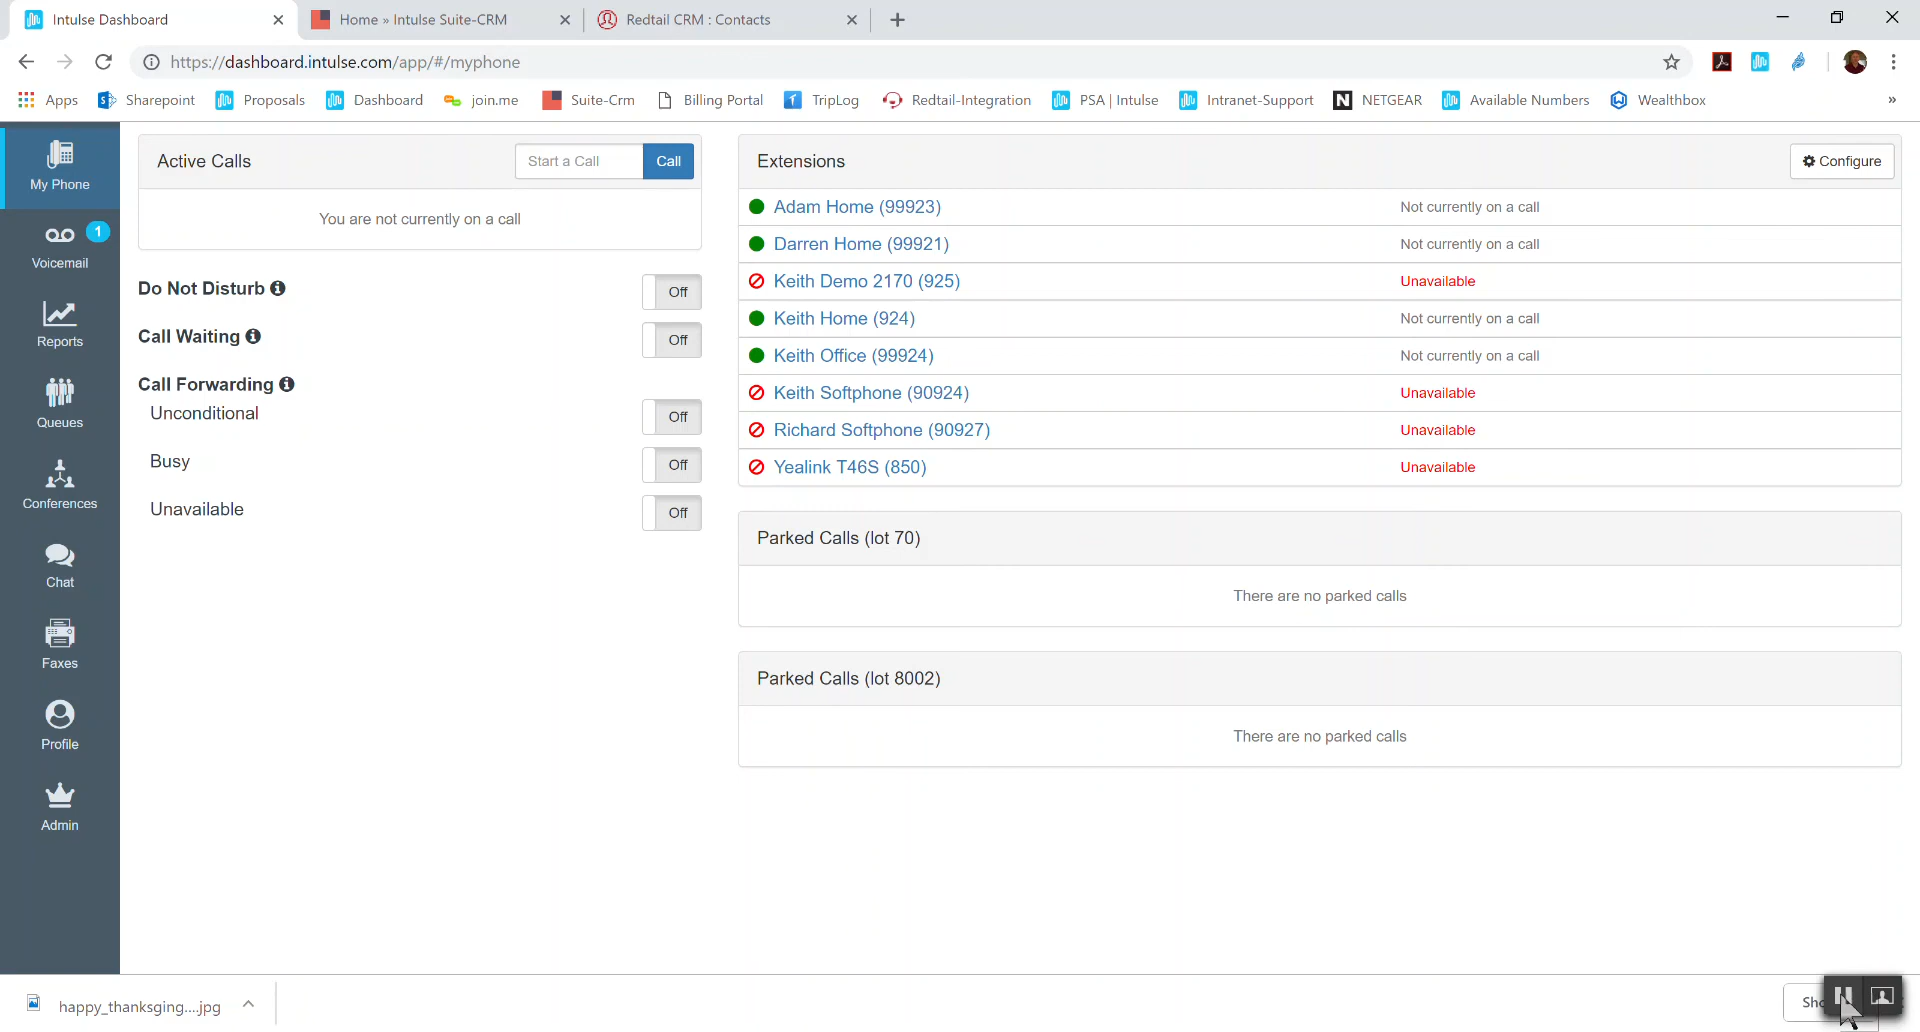 Intulse Dashboard
Home » Intulse Suite-CRM
Redtail CRM : Contacts
https://dashboard.intulse.com/app/#/myphone
Apps
Sharepoint
Proposals
Dashboard
join.me
Suite-Crm
Billing Portal
TripLog
Redtail-Integration
PSA | Intulse
Intranet-Support
NETGEAR
Available Numbers
Wealthbox
»
My Phone
1
Voicemail
Reports
Queues
Conferences
Chat
Faxes
Profile
Admin
Active Calls
Start a Call
Call
You are not currently on a call
Do Not Disturb
Off
Call Waiting
Off
Call Forwarding
Unconditional
Off
Busy
Off
Unavailable
Off
Extensions
Configure
Adam Home (99923) Not currently on a call
Darren Home (99921) Not currently on a call
Keith Demo 2170 (925) Unavailable
Keith Home (924) Not currently on a call
Keith Office (99924) Not currently on a call
Keith Softphone (90924) Unavailable
Richard Softphone (90927) Unavailable
Yealink T46S (850) Unavailable
Parked Calls (lot 70)
There are no parked calls
Parked Calls (lot 8002)
There are no parked calls
happy_thanksging....jpg